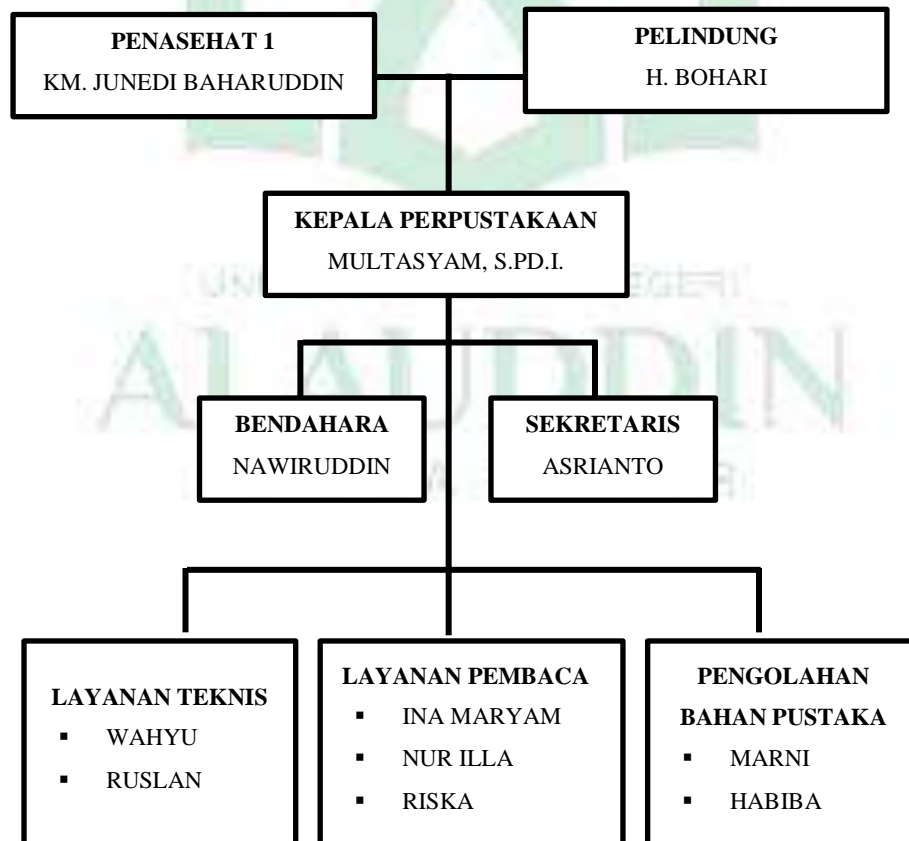 PENASEHAT 1
KM. JUNEDI BAHARUDDIN
PELINDUNG
H. BOHARI
KEPALA PERPUSTAKAAN
MULTASYAM, S.PD.I.
ALAUDDIN
BENDAHARA
NAWIRUDDIN
SEKRETARIS
ASRIANTO
LAYANAN TEKNIS
▪ WAHYU
▪ RUSLAN
LAYANAN PEMBACA
▪ INA MARYAM
▪ NUR ILLA
▪ RISKA
PENGOLAHAN
BAHAN PUSTAKA
▪ MARNI
▪ HABIBA